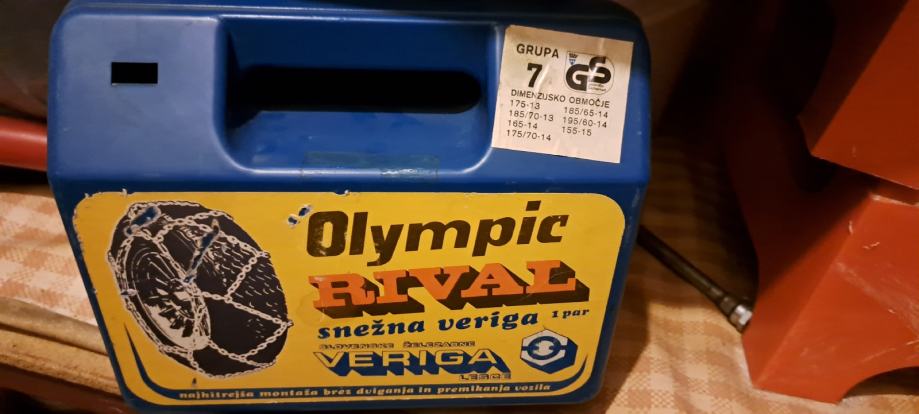 GRUPA
7
GS
DIMENZIJSKO OBMOČJE
175-13 185/65-14
185/70-13 195/60-14
165-14 155-15
175/70-14
Olympic
RIVAL
snežna veriga 1 par
SLOVENSKE ŽELEZARNE
VERIGA
LESCE
najhitrejša montaža brez dviganja in premikanja vozila